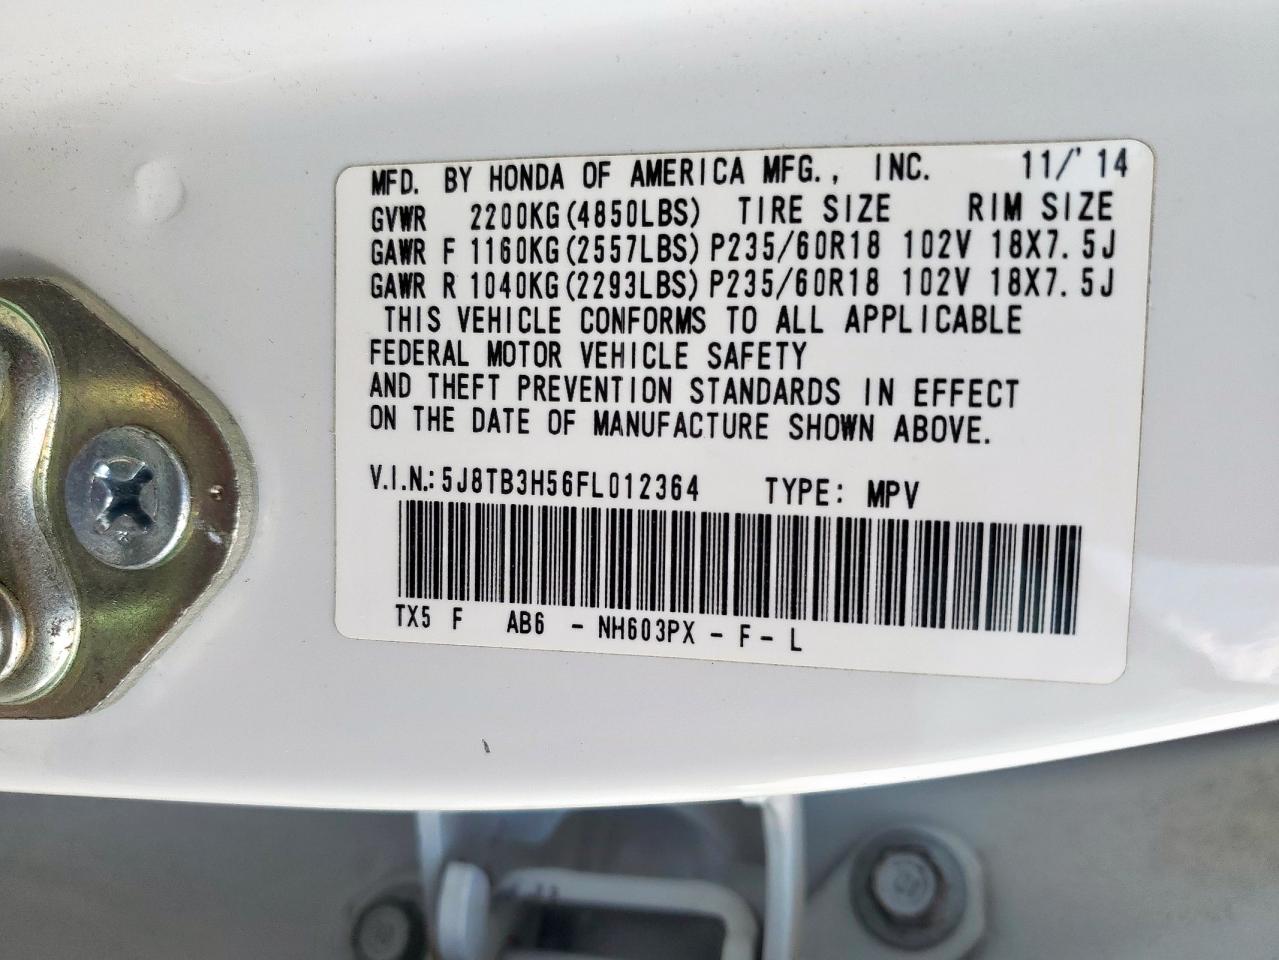 MFD. BY HONDA OF AMERICA MFG., INC. 11/'14
GVWR 2200KG(4850LBS) TIRE SIZE RIM SIZE
GAWR F 1160KG(2557LBS) P235/60R18 102V 18X7.5J
GAWR R 1040KG(2293LBS) P235/60R18 102V 18X7.5J
THIS VEHICLE CONFORMS TO ALL APPLICABLE
FEDERAL MOTOR VEHICLE SAFETY
AND THEFT PREVENTION STANDARDS IN EFFECT
ON THE DATE OF MANUFACTURE SHOWN ABOVE.
V.I.N.: 5J8TB3H56FL012364 TYPE: MPV
TX5 F AB6 - NH603PX - F - L